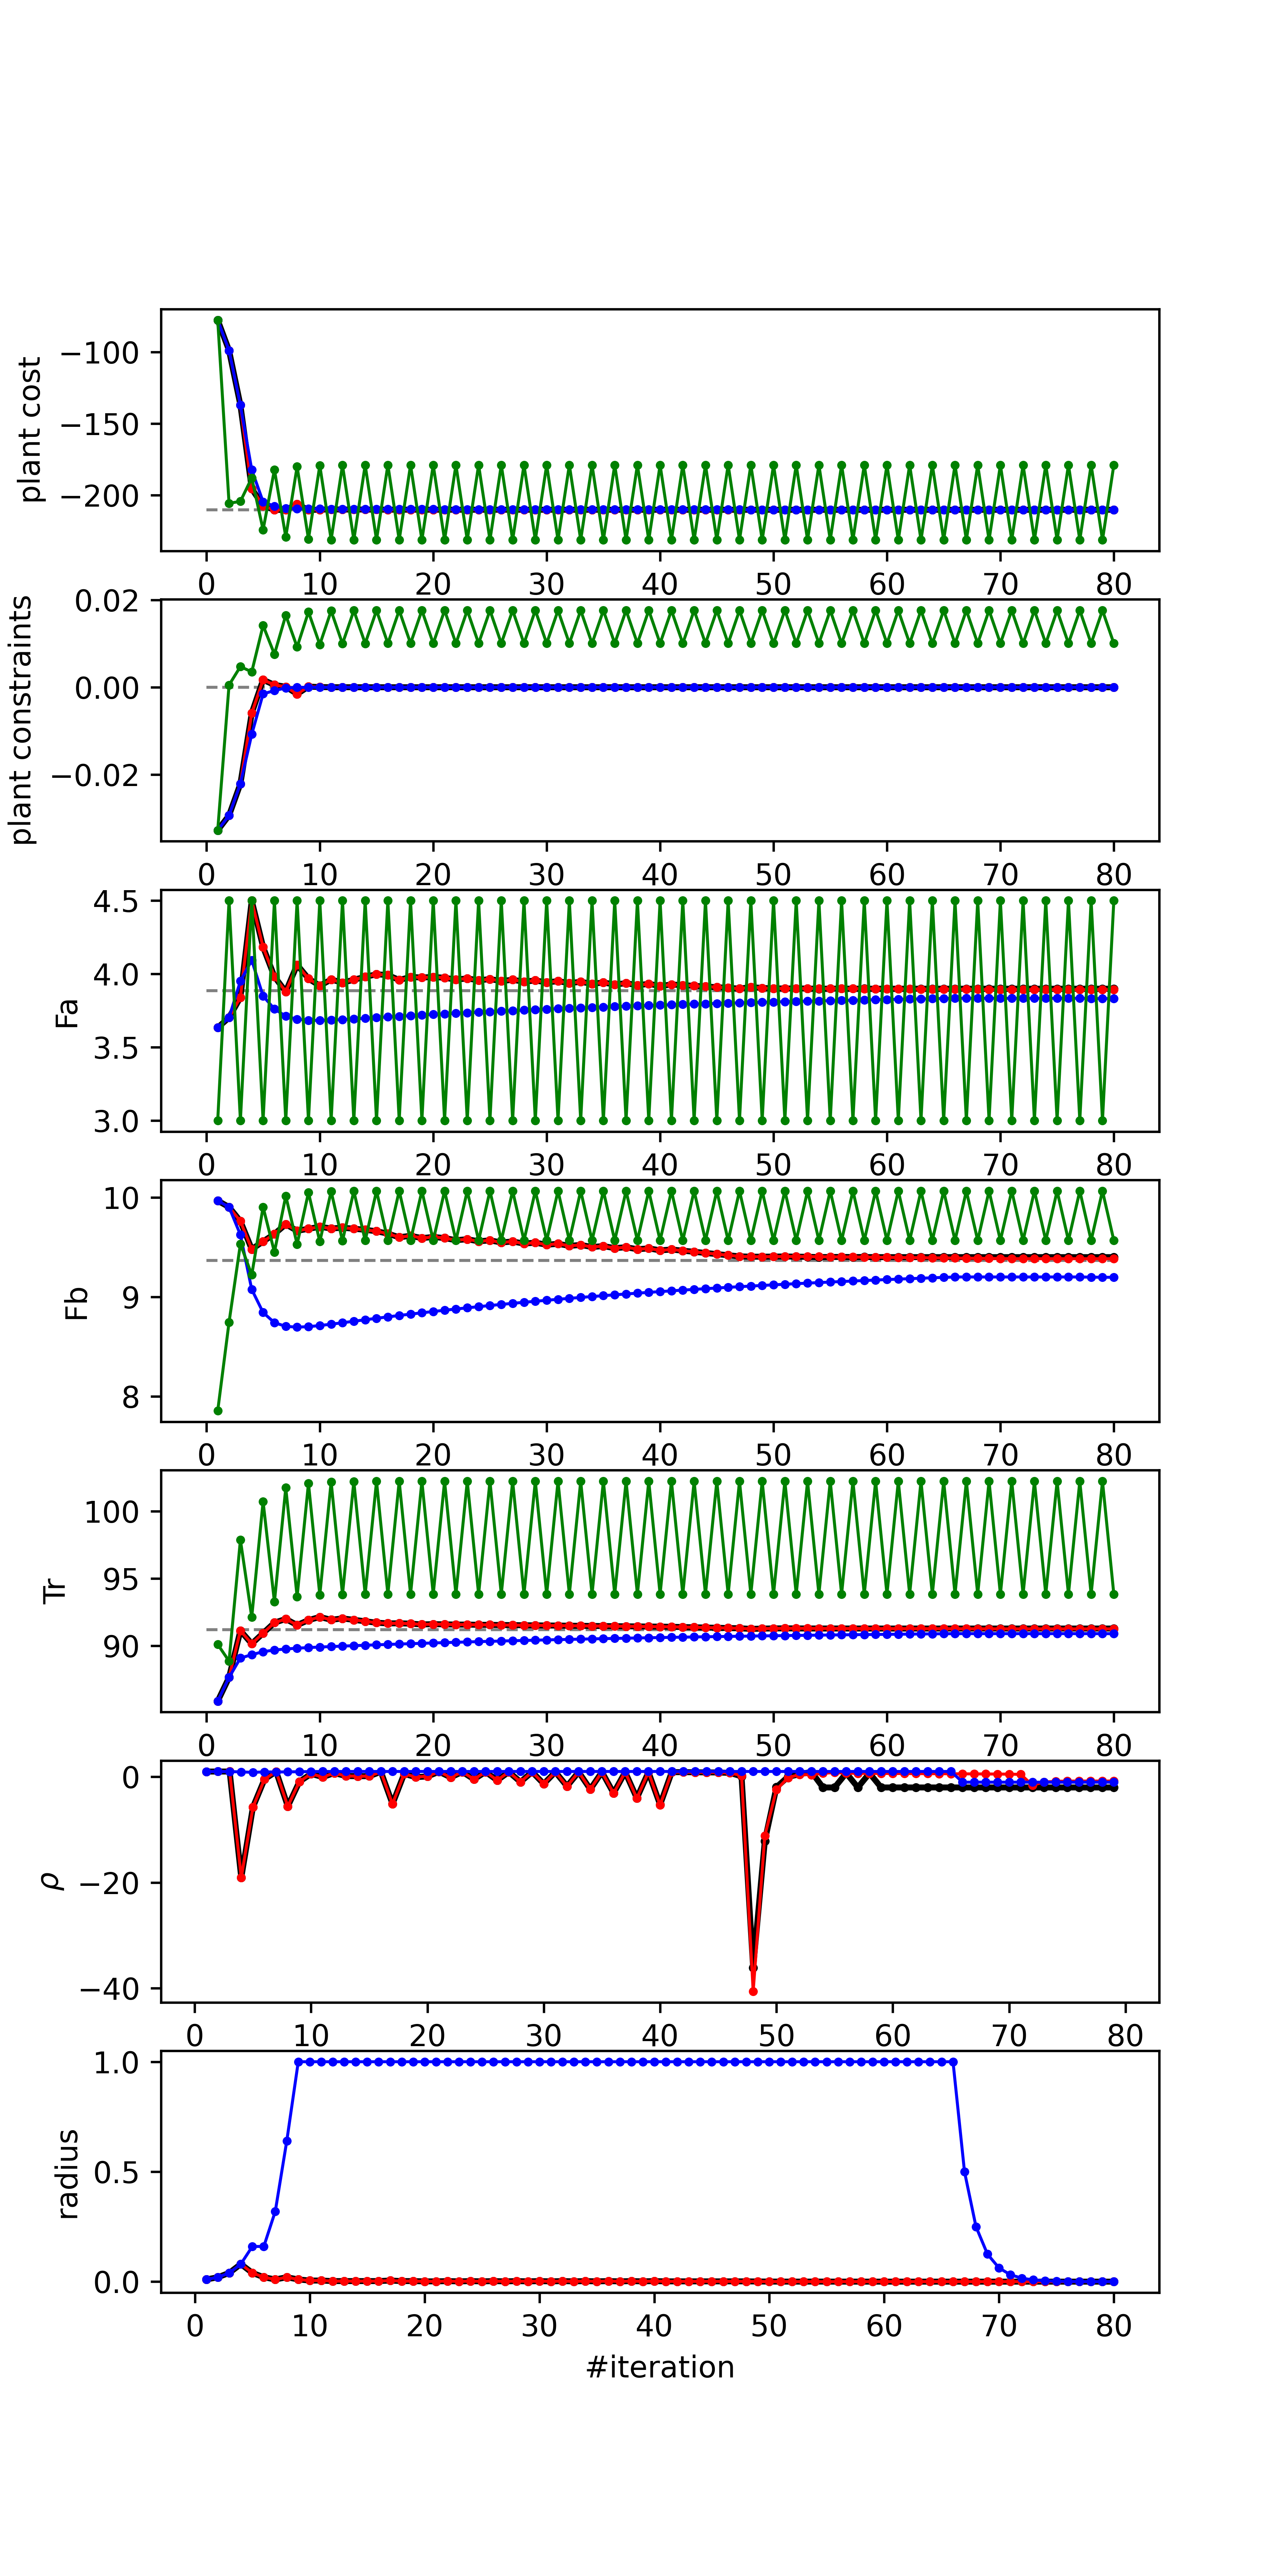 plant cost
−100
−150
−200
0 10 20 30 40 50 60 70 80
plant constraints
0.02
0.00
−0.02
0 10 20 30 40 50 60 70 80
Fa
4.5
4.0
3.5
3.0
0 10 20 30 40 50 60 70 80
Fb
10
9
8
0 10 20 30 40 50 60 70 80
Tr
100
95
90
0 10 20 30 40 50 60 70 80
ρ
0
−20
−40
0 10 20 30 40 50 60 70 80
radius
1.0
0.5
0.0
0 10 20 30 40 50 60 70 80
#iteration